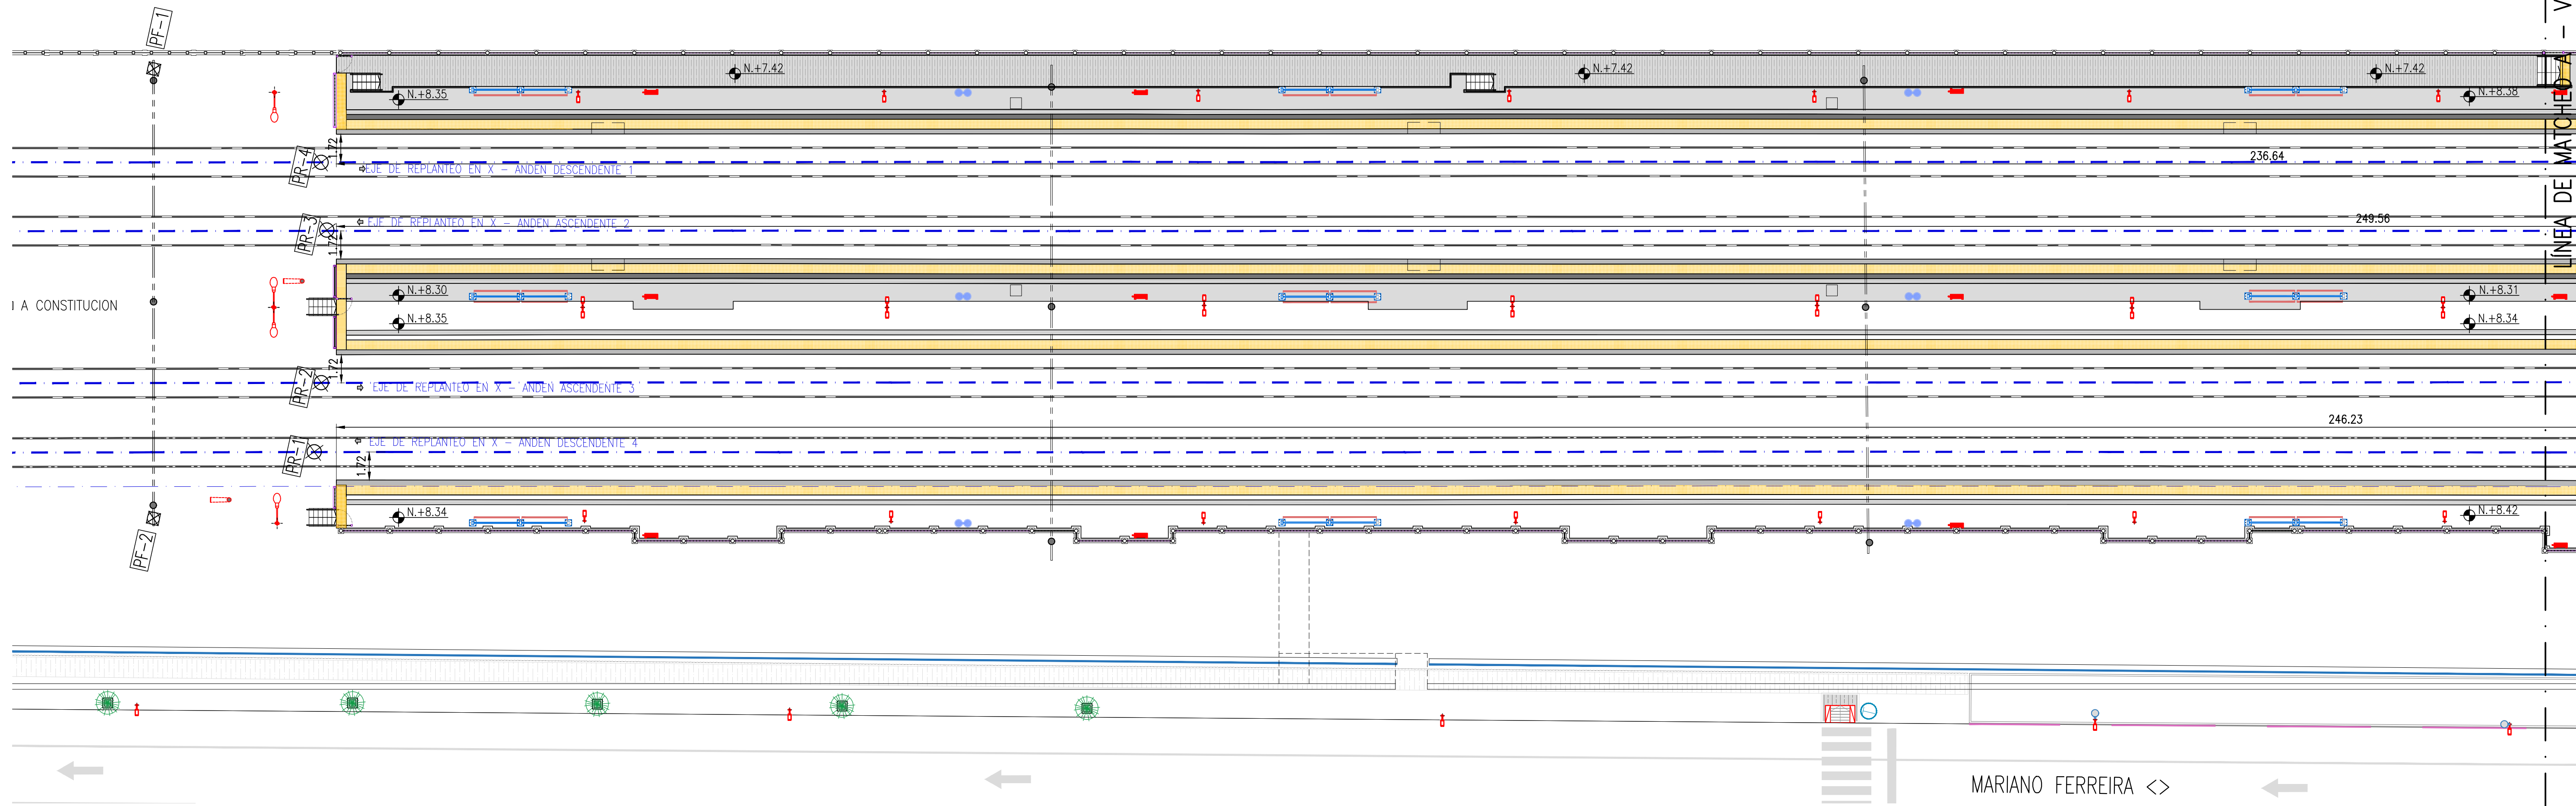 PF-1
LÍNEA DE MATCHEO A - V
N.+7.42
N.+7.42
N.+7.42
N.+8.35
N.+8.38
1.72
PR-4
236.64
EJE DE REPLANTEO EN X - ANDEN DESCENDENTE 1
PR-3
EJE DE REPLANTEO EN X - ANDEN ASCENDENTE 2
249.56
1.72
N.+8.30
N.+8.31
A CONSTITUCION
N.+8.35
N.+8.34
1.72
PR-2
EJE DE REPLANTEO EN X - ANDEN ASCENDENTE 3
246.23
PR-1
EJE DE REPLANTEO EN X - ANDEN DESCENDENTE 4
1.72
N.+8.34
N.+8.42
PF-2
MARIANO FERREIRA <>